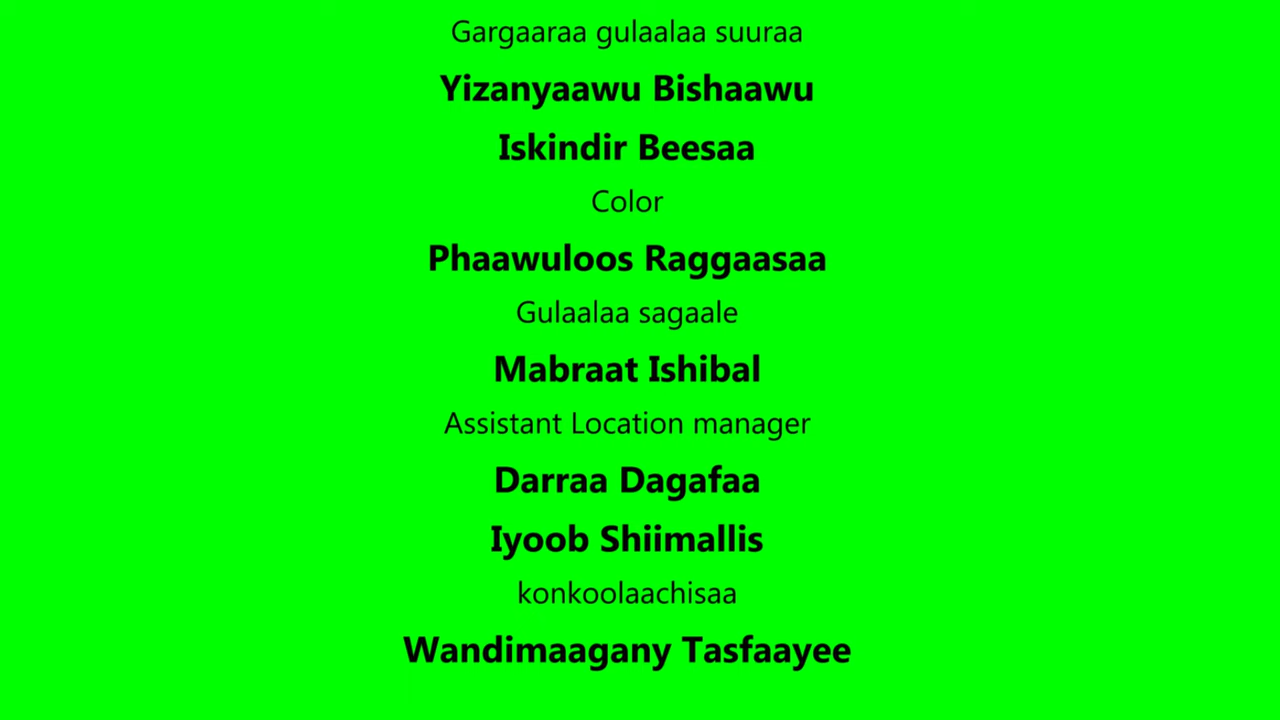 Gargaaraa gulaalaa suuraa
Yizanyaawu Bishaawu
Iskindir Beesaa
Color
Phaawuloos Raggaasaa
Gulaalaa sagaale
Mabraat Ishibal
Assistant Location manager
Darraa Dagafaa
Iyoob Shiimallis
konkoolaachisaa
Wandimaagany Tasfaayee